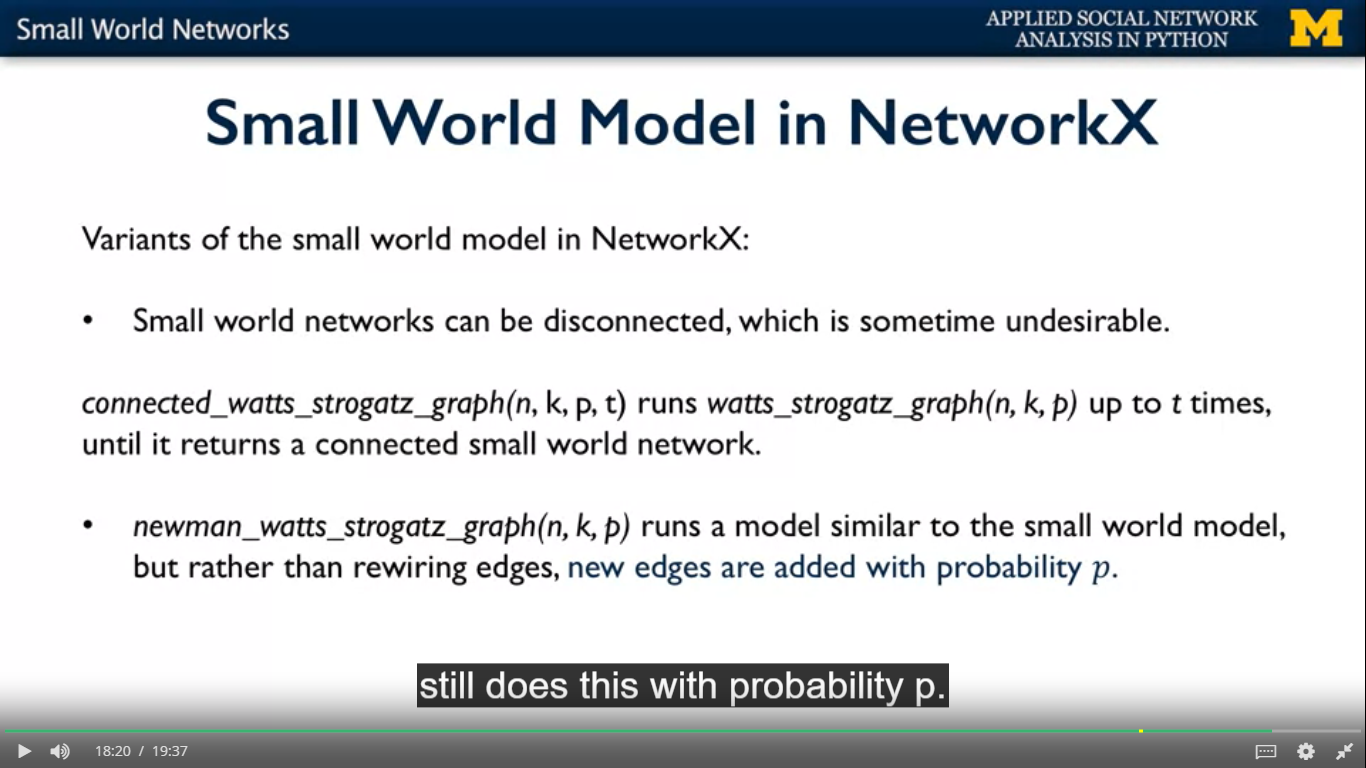 Small World Networks
APPLIED SOCIAL NETWORK
ANALYSIS IN PYTHON
M
Small World Model in NetworkX
Variants of the small world model in NetworkX:
• Small world networks can be disconnected, which is sometime undesirable.
connected_watts_strogatz_graph(n, k, p, t) runs watts_strogatz_graph(n, k, p) up to t times,
until it returns a connected small world network.
• newman_watts_strogatz_graph(n, k, p) runs a model similar to the small world model,
but rather than rewiring edges, new edges are added with probability p.
still does this with probability p.
18:20 / 19:37